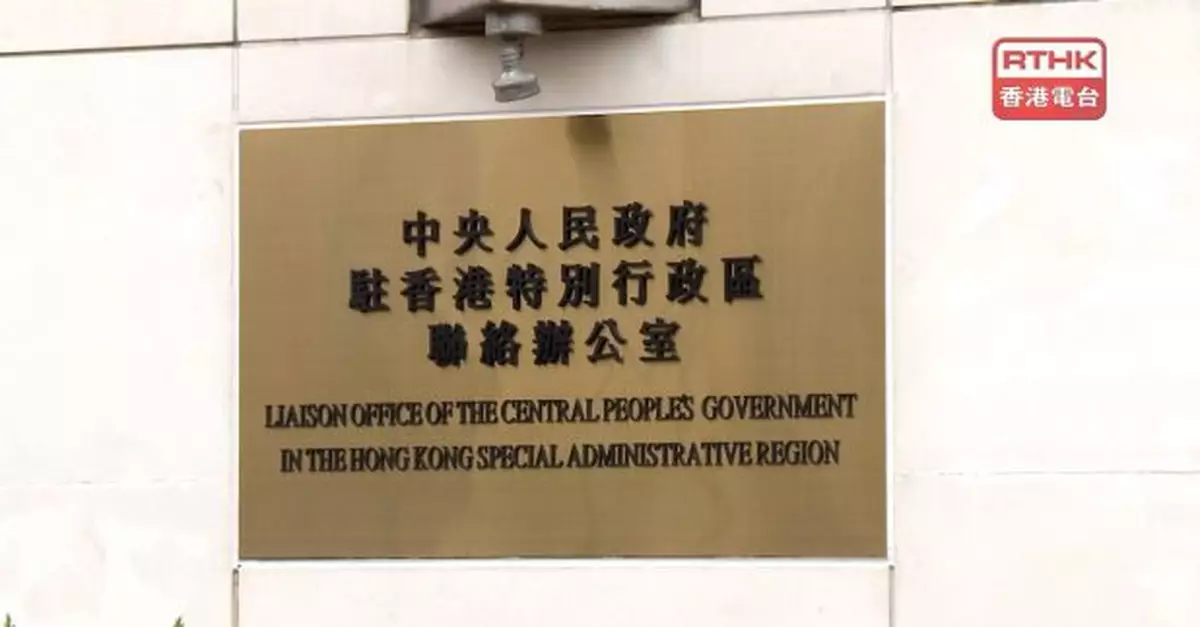 RTHK
香港電台
中央人民政府
駐香港特別行政區
聯絡辦公室
LIAISON OFFICE OF THE CENTRAL PEOPLE'S GOVERNMENT
IN THE HONG KONG SPECIAL ADMINISTRATIVE REGION